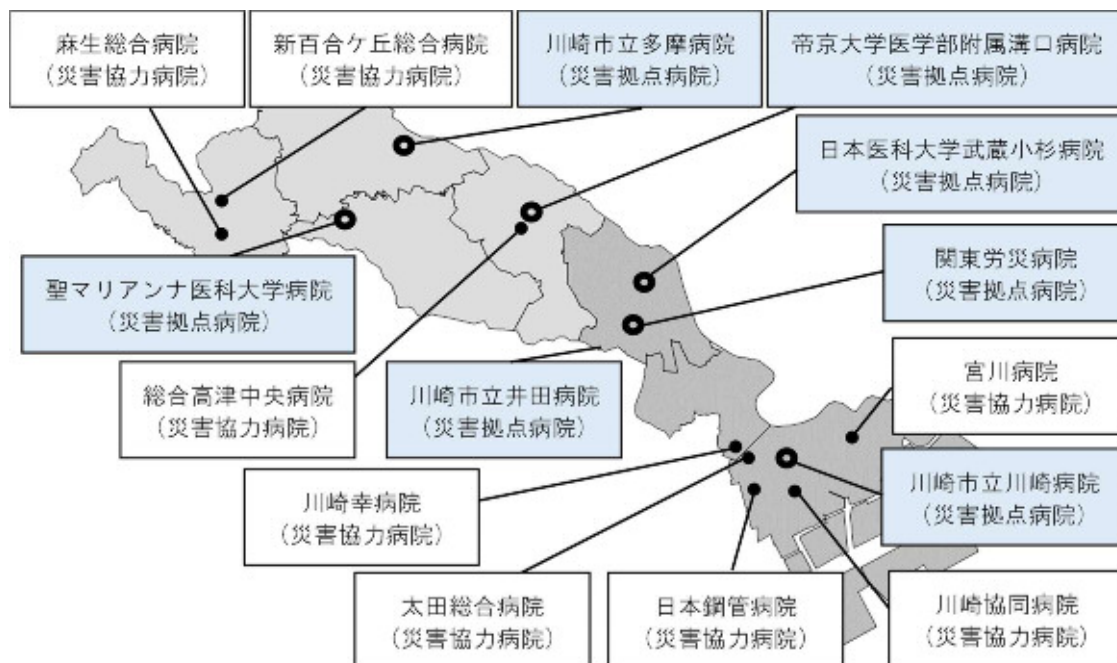 麻生総合病院
(災害協力病院)
新百合ケ丘総合病院
(災害協力病院)
川崎市立多摩病院
(災害拠点病院)
帝京大学医学部附属溝口病院
(災害拠点病院)
日本医科大学武蔵小杉病院
(災害拠点病院)
関東労災病院
(災害拠点病院)
聖マリアンナ医科大学病院
(災害拠点病院)
総合高津中央病院
(災害協力病院)
川崎市立井田病院
(災害拠点病院)
宮川病院
(災害協力病院)
川崎幸病院
(災害協力病院)
川崎市立川崎病院
(災害拠点病院)
太田総合病院
(災害協力病院)
日本鋼管病院
(災害協力病院)
川崎協同病院
(災害協力病院)